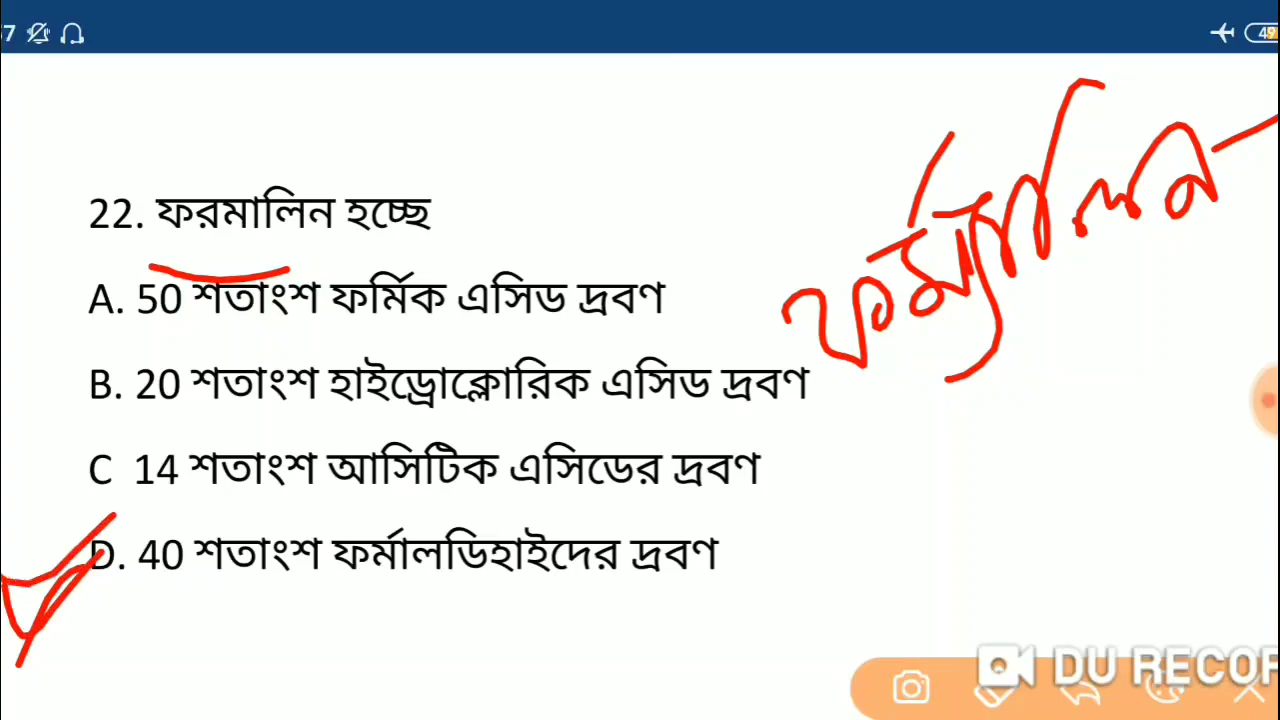 22. ফরমালিন হচ্ছে
A. 50 শতাংশ ফর্মিক এসিড দ্রবণ
B. 20 শতাংশ হাইড্রোক্লোরিক এসিড দ্রবণ
C 14 শতাংশ আসিটিক এসিডের দ্রবণ
D. 40 শতাংশ ফর্মালডিহাইদের দ্রবণ
49
DU RECOR